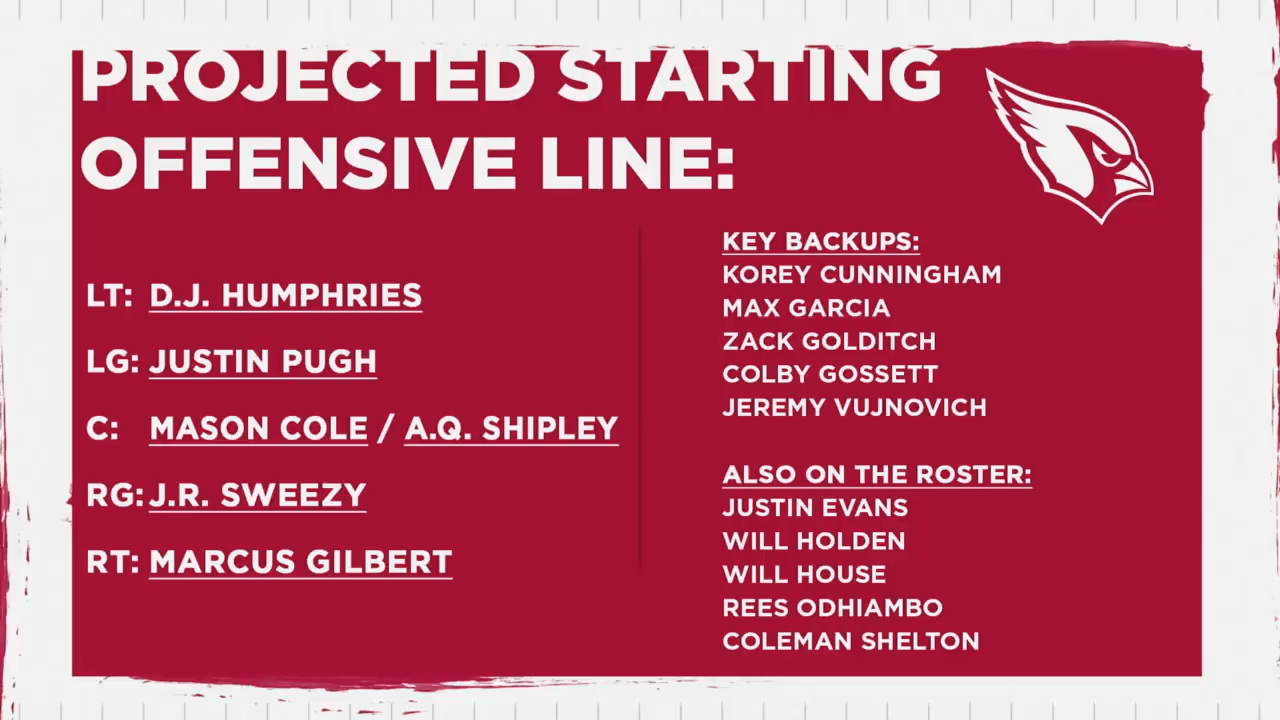 PROJECTED STARTING
OFFENSIVE LINE:
LT: D.J. HUMPHRIES
LG: JUSTIN PUGH
C: MASON COLE / A.Q. SHIPLEY
RG: J.R. SWEEZY
RT: MARCUS GILBERT
KEY BACKUPS:
KOREY CUNNINGHAM
MAX GARCIA
ZACK GOLDITCH
COLBY GOSSETT
JEREMY VUJNOVICH
ALSO ON THE ROSTER:
JUSTIN EVANS
WILL HOLDEN
WILL HOUSE
REES ODHIAMBO
COLEMAN SHELTON